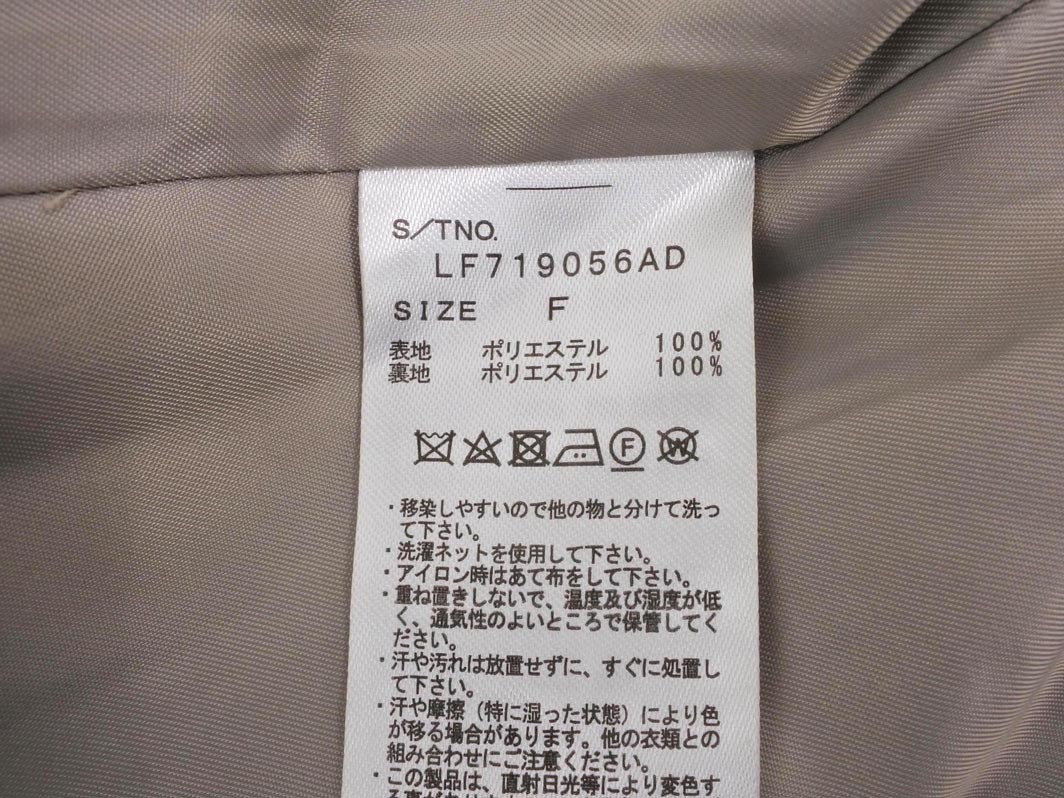 S/TNO.
LF719056AD
SIZE F
表地 ポリエステル 100%
裏地 ポリエステル 100%
F
W
・移染しやすいので他の物と分けて洗っ
て下さい。
・洗濯ネットを使用して下さい。
・アイロン時はあて布をして下さい。
・重ね置きしないで、温度及び湿度が低
く、通気性のよいところで保管してく
ださい。
・汗や汚れは放置せずに、すぐに処置し
て下さい。
・汗や摩擦（特に湿った状態）により色
が移る場合があります。他の衣類との
組み合わせにご注意ください。
・この製品は、直射日光等により変色す